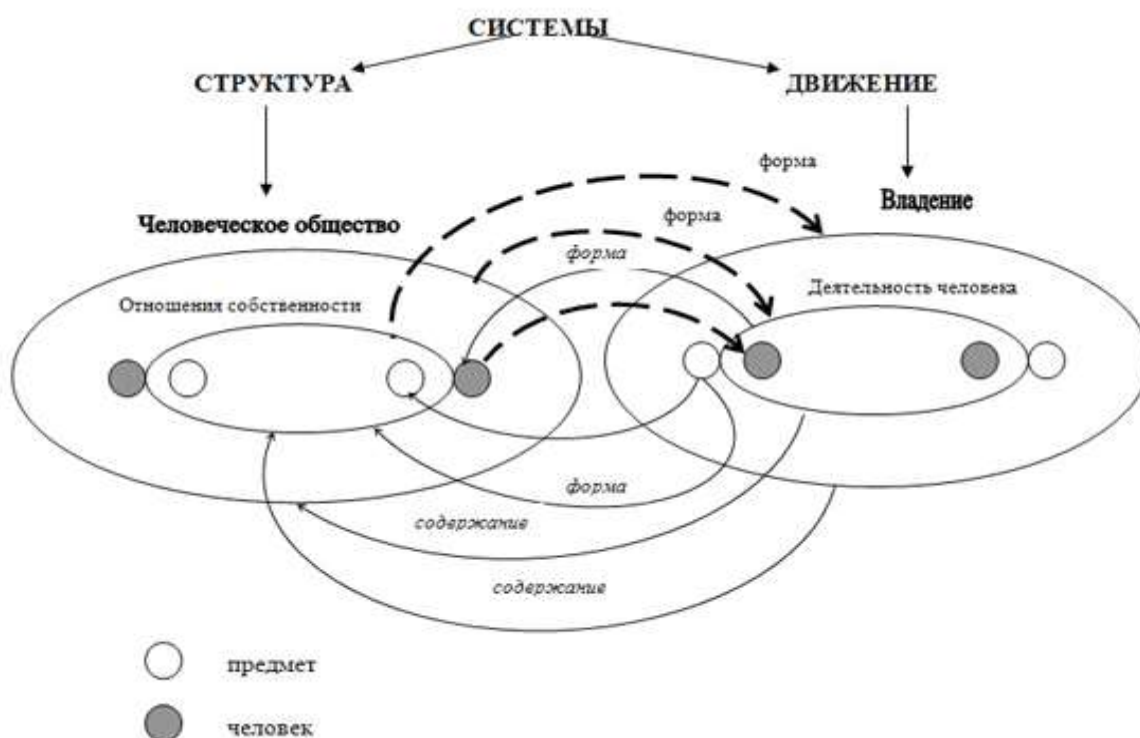 СИСТЕМЫ
СТРУКТУРА
ДВИЖЕНИЕ
форма
Владение
форма
Человеческое общество
форма
Деятельность человека
Отношения собственности
форма
содержание
содержание
предмет
человек